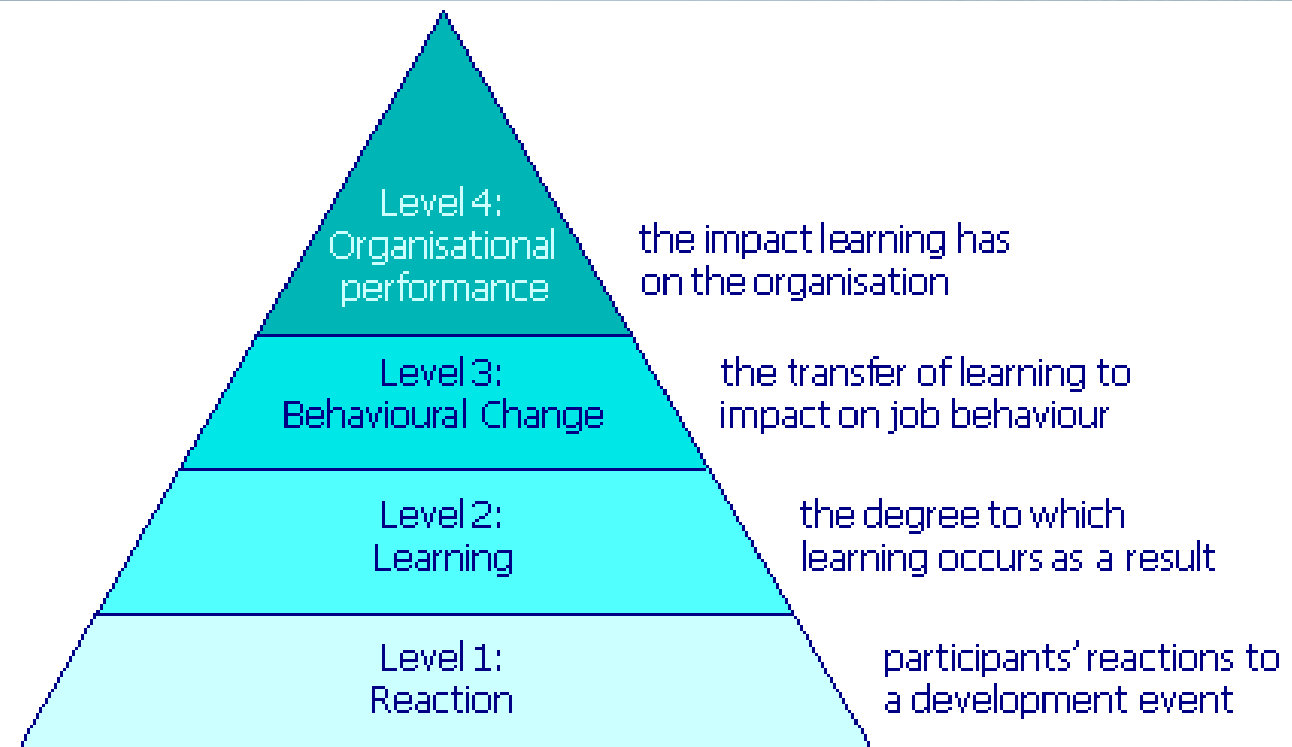 Level 4:
Organisational
performance
the impact learning has
on the organisation
Level 3:
Behavioural Change
the transfer of learning to
impact on job behaviour
Level 2:
Learning
the degree to which
learning occurs as a result
Level 1:
Reaction
participants' reactions to
a development event